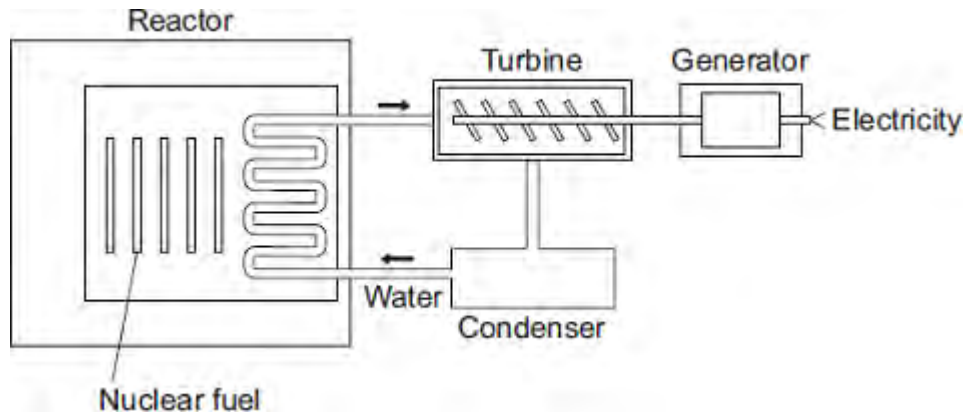 Reactor
Turbine
Generator
Electricity
Water
Condenser
Nuclear fuel